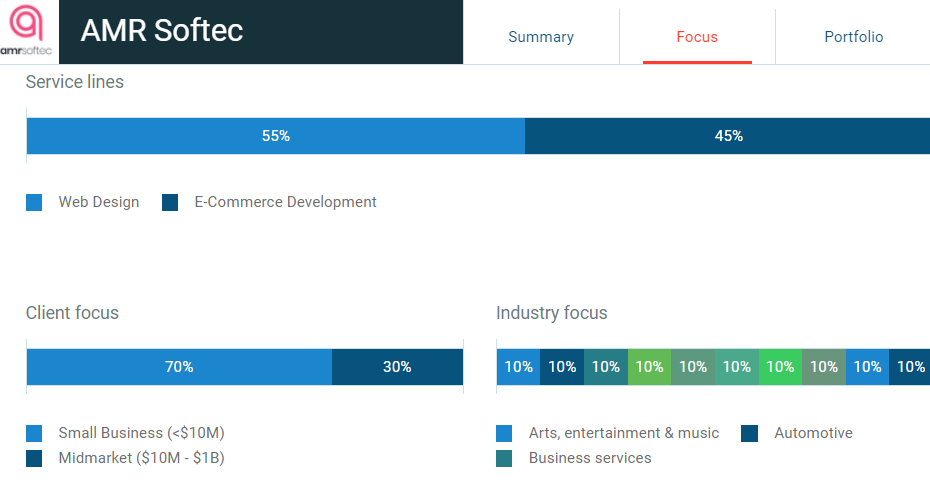 amrsoftec
AMR Softec
Summary
Focus
Portfolio
Service lines
55%
45%
Web Design
E-Commerce Development
Client focus
70%
30%
Small Business (<$10M)
Midmarket ($10M - $1B)
Industry focus
10% 10% 10% 10% 10% 10% 10% 10% 10% 10%
Arts, entertainment & music
Automotive
Business services